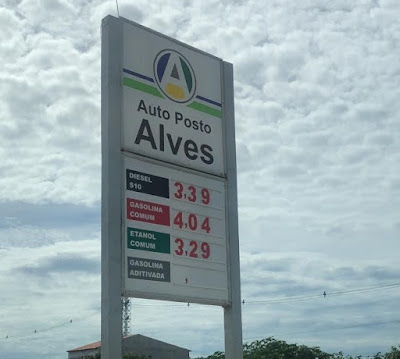 A
Auto Posto
Alves
DIESEL
S10
3,39
GASOLINA
COMUM
4,04
ETANOL
COMUM
3,29
GASOLINA
ADITIVADA